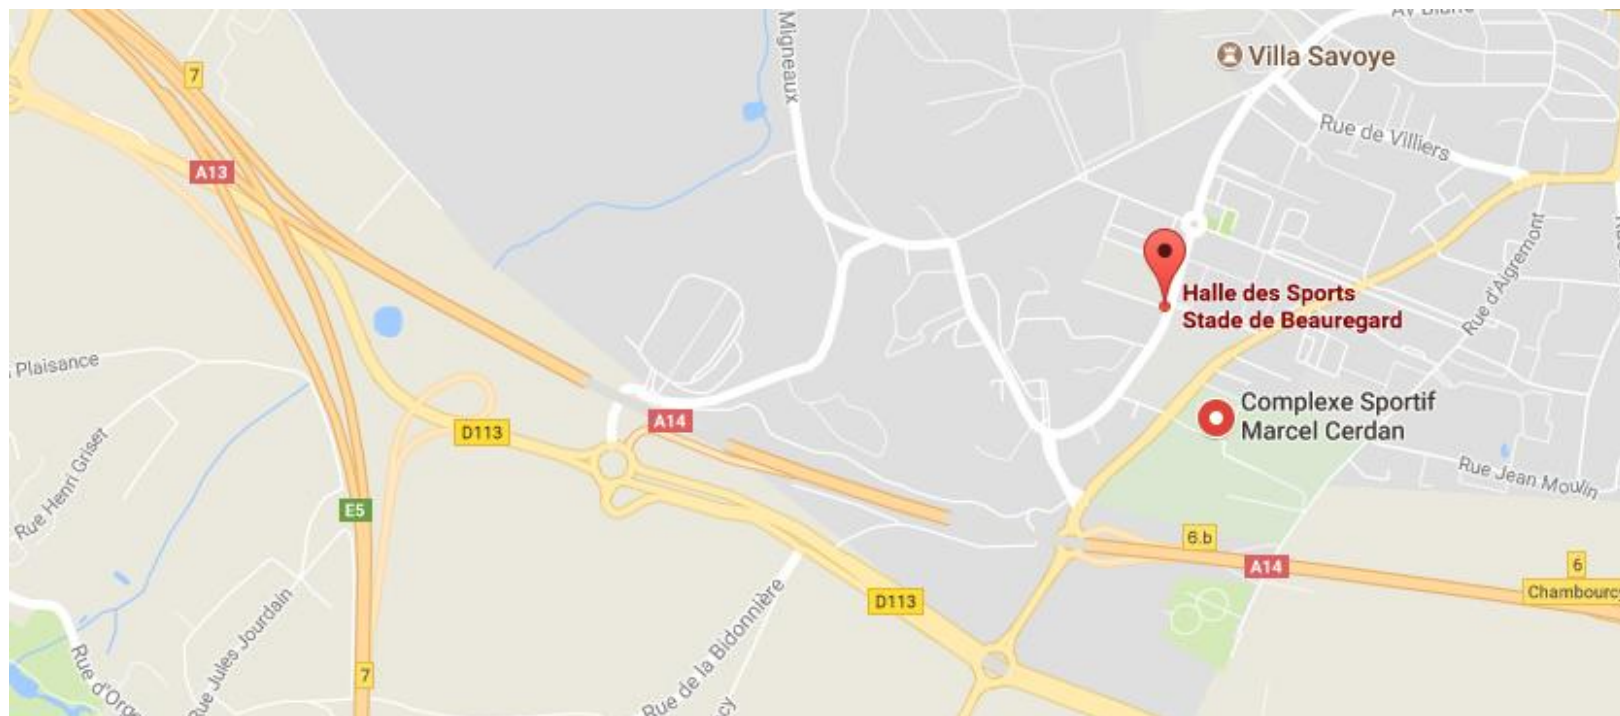 Av Blanc
Migneaux
Villa Savoye
7
Rue de Villiers
A13
Rue d'Aigremont
Halle des Sports
Stade de Beauregard
Plaisance
Complexe Sportif
Marcel Cerdan
A14
D113
Rue Henri Griset
Rue Jean Moulin
E5
6.b
A14
6
Chambourcy
D113
Rue Jules Jourdain
Rue de la Bidonnière
7
Rue d'Orge